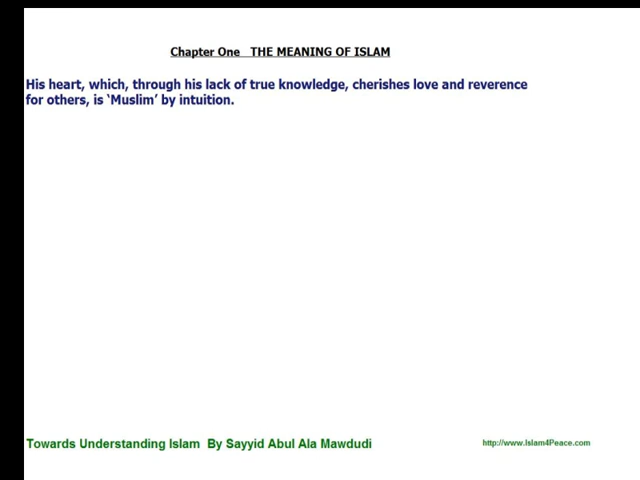 Chapter One THE MEANING OF ISLAM
His heart, which, through his lack of true knowledge, cherishes love and reverence
for others, is ‘Muslim’ by intuition.
Towards Understanding Islam By Sayyid Abul Ala Mawdudi
http://www.Islam4Peace.com